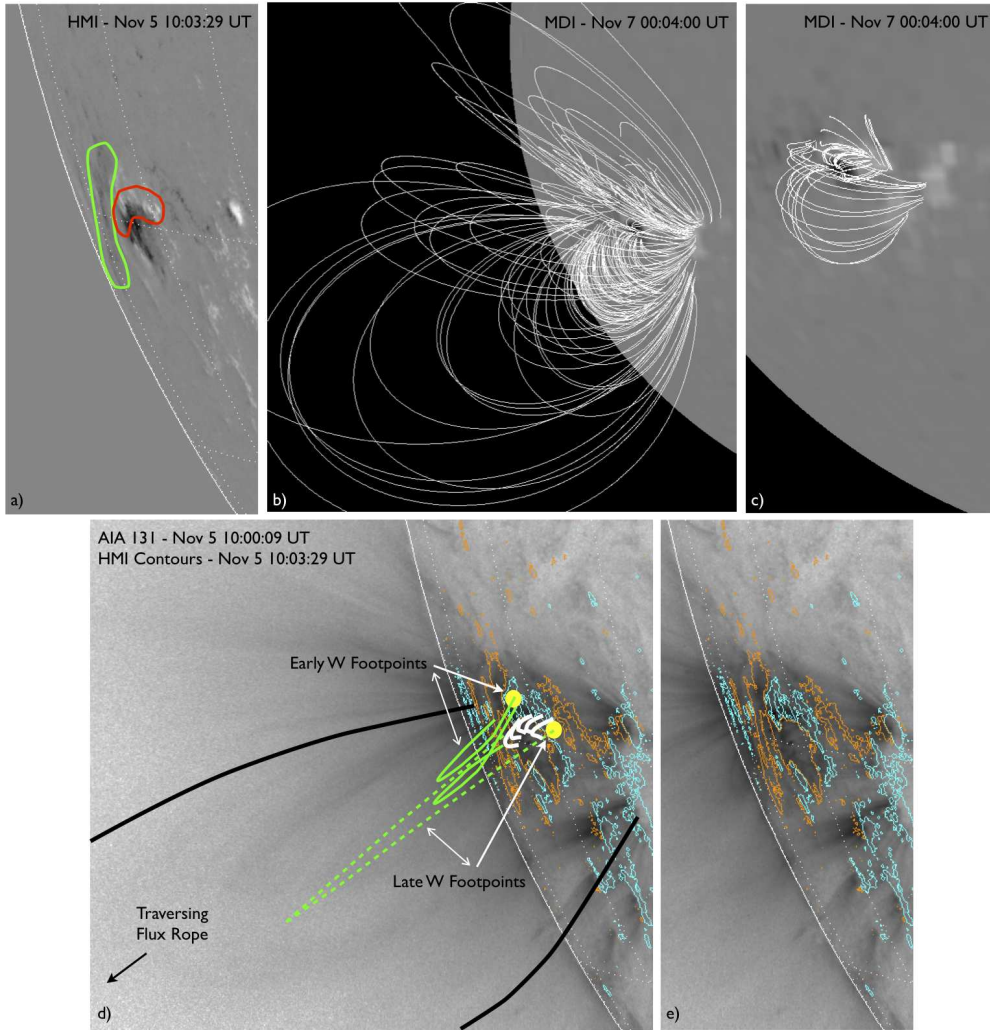 HMI - Nov 5 10:03:29 UT
a)
MDI - Nov 7 00:04:00 UT
b)
MDI - Nov 7 00:04:00 UT
c)
AIA 131 - Nov 5 10:00:09 UT
HMI Contours - Nov 5 10:03:29 UT
Early W Footpoints
Late W Footpoints
Traversing
Flux Rope
d)
e)